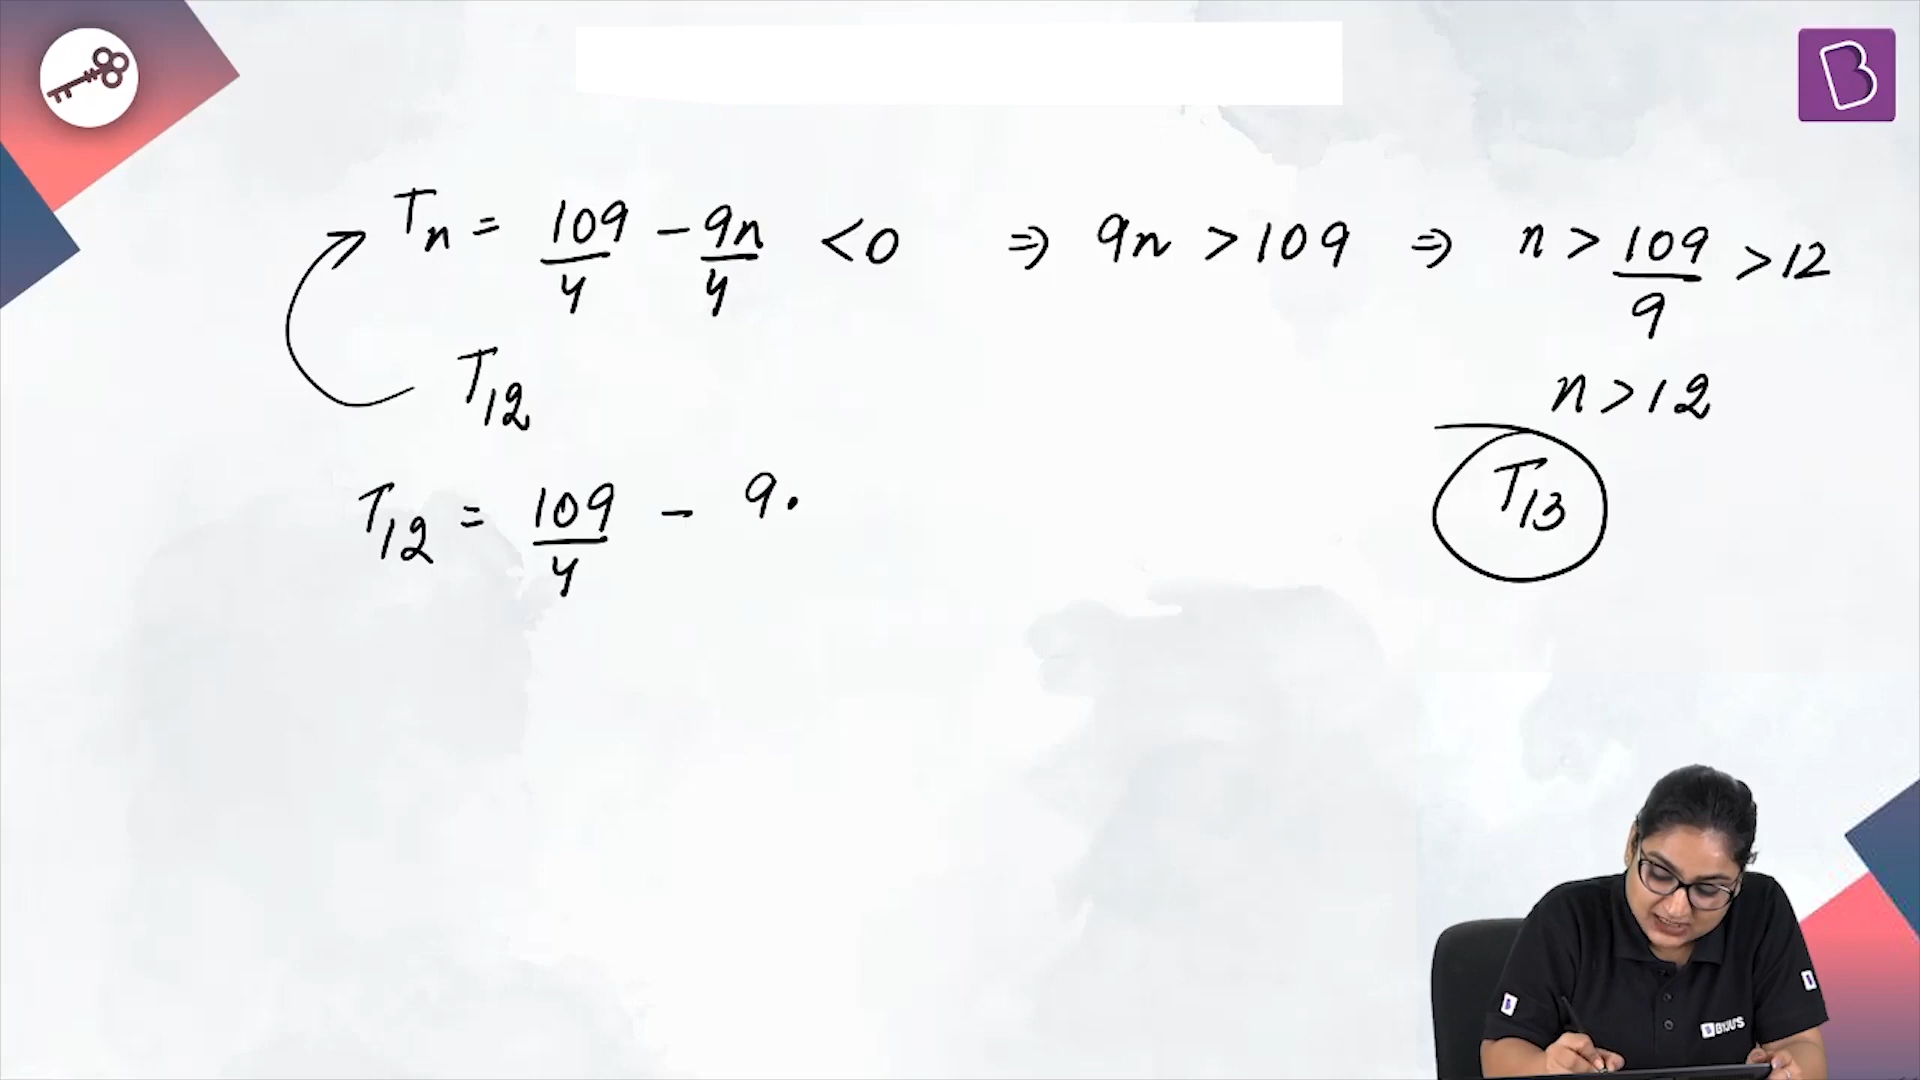 Tn = 109/4 - 9n/4 < 0 ⇒ 9n > 109 ⇒ n > 109/9 > 12
T12
n > 12
T13
T12 = 109/4 - 9.
B
BYJU'S